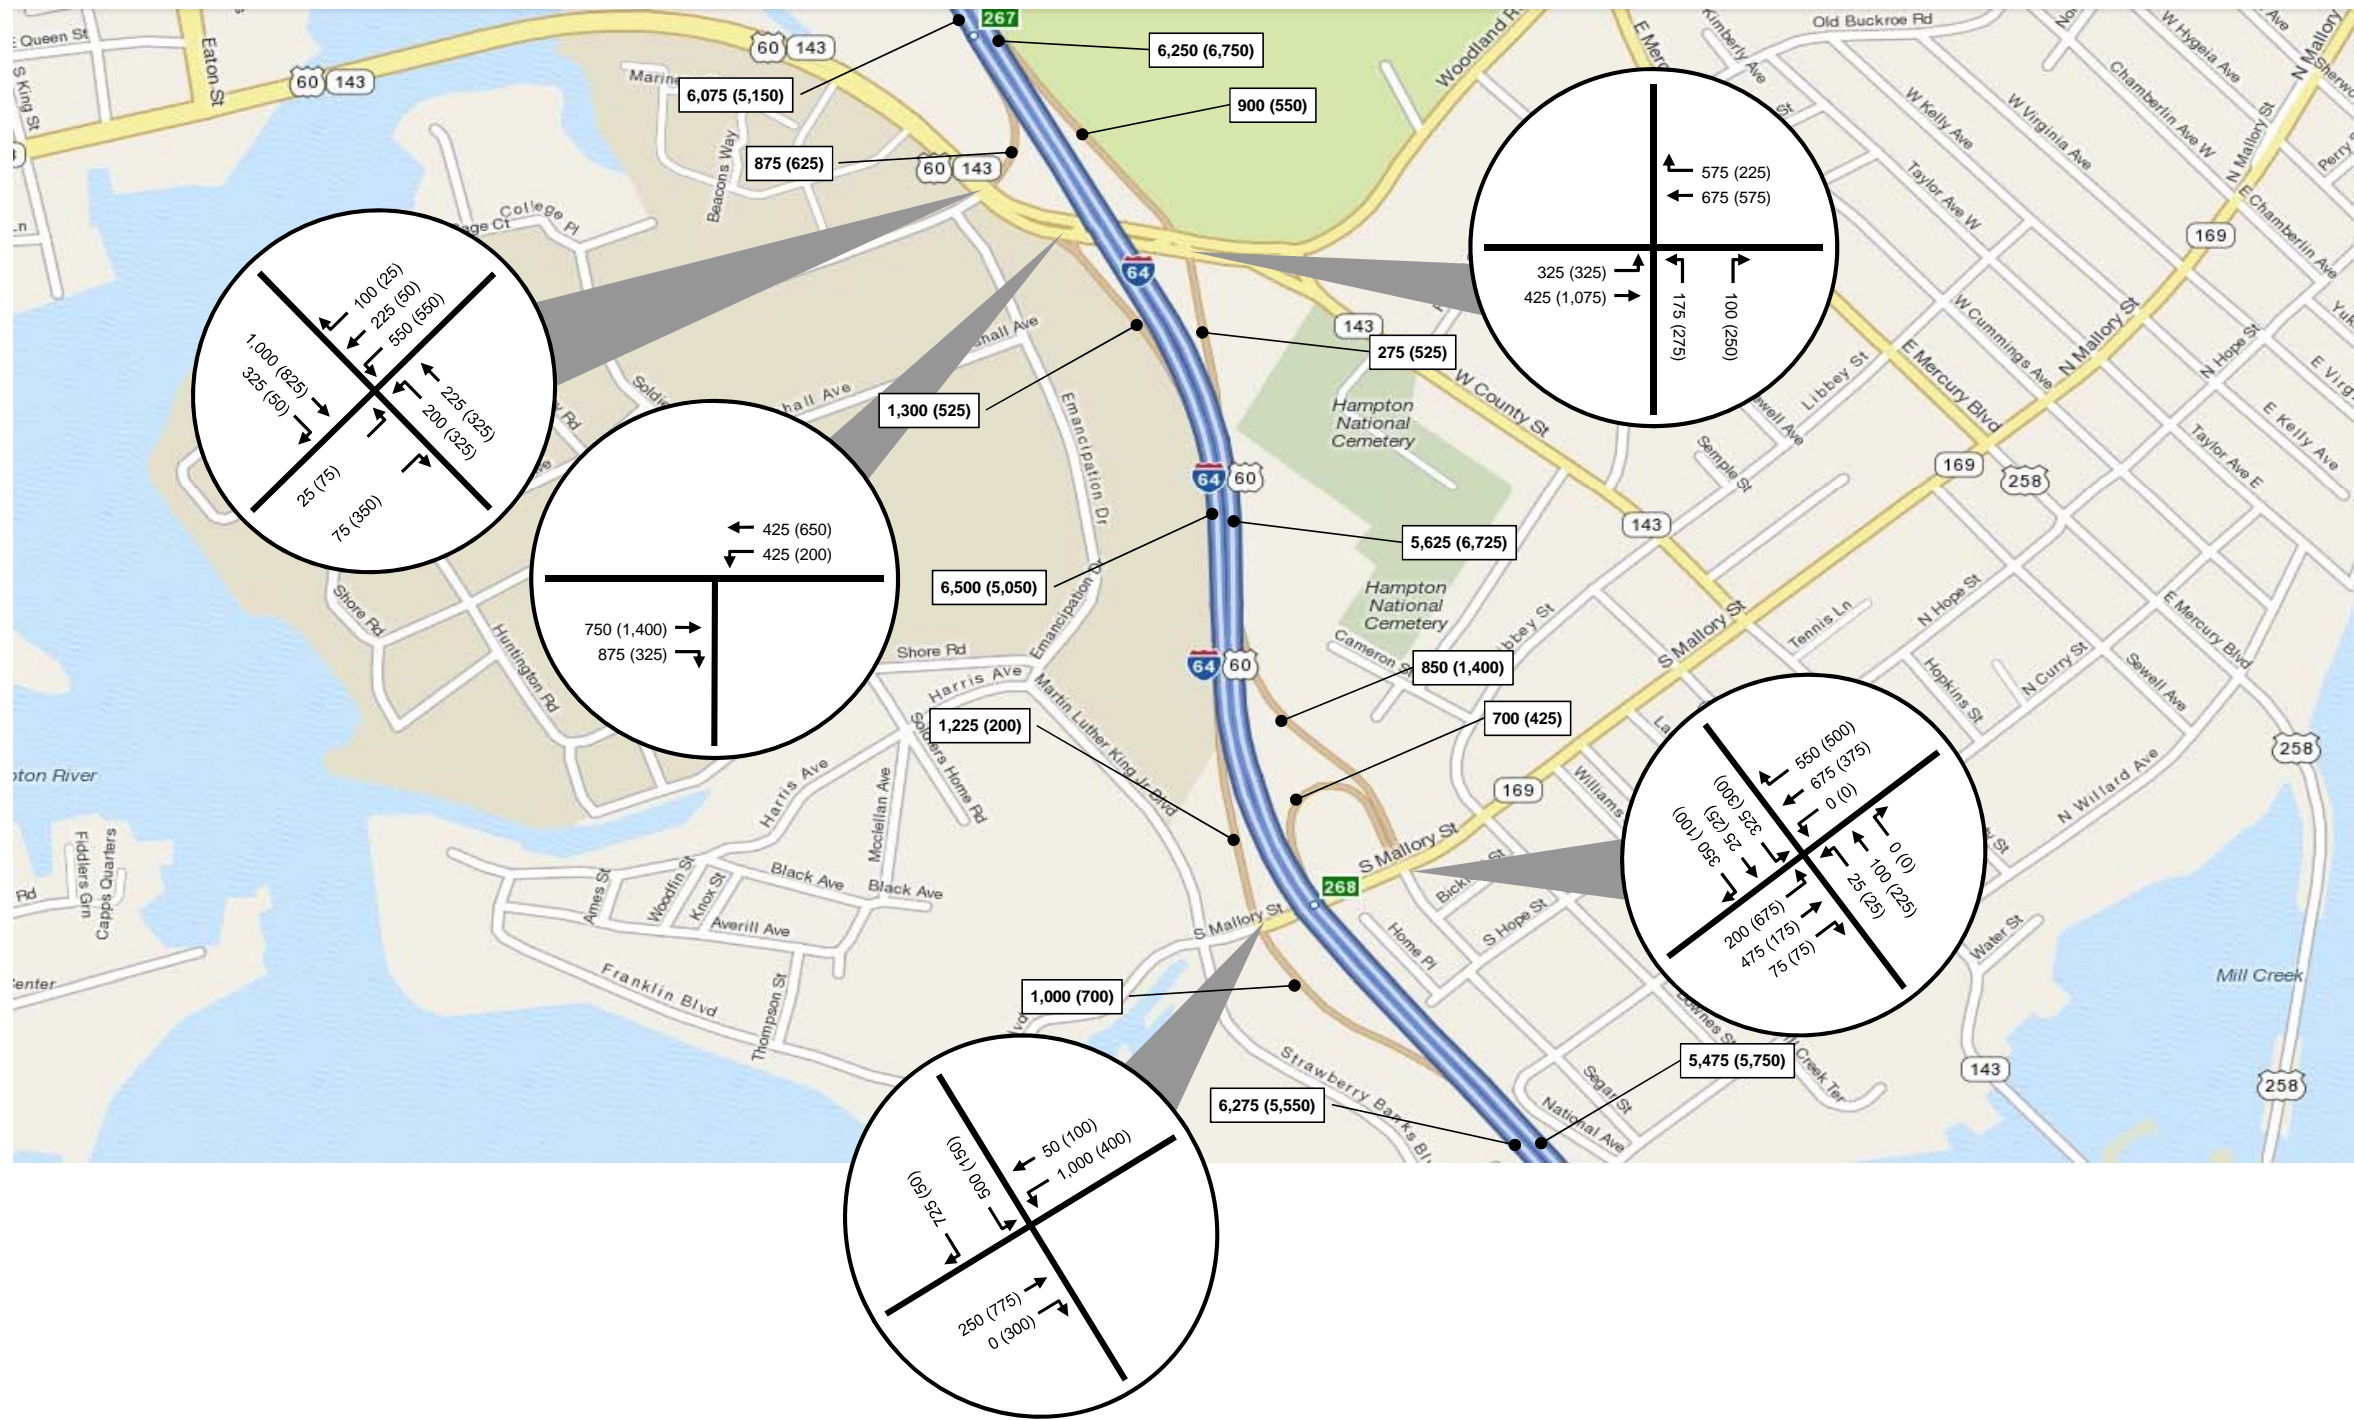 E Queen St
S King St
Eaton St
60 143
60 143
60 143
267
6,250 (6,750)
6,075 (5,150)
900 (550)
875 (625)
Beacons Way
College Pl
Woodland R
Old Buckroe Rd
Kimberly Ave
W Hygeia Ave
Chamberlin Ave W
W Kelly Ave
W Virginia Ave
Taylor Ave W
N Mallory St
N Mallory
Perry St
E Chamberlin Ave
169
575 (225)
675 (575)
325 (325)
425 (1,075)
175 (275)
100 (250)
100 (25)
225 (50)
550 (550)
1,000 (825)
325 (50)
225 (325)
200 (325)
25 (75)
75 (350)
64
143
275 (525)
1,300 (525)
hall Ave
hall Ave
Emancipation Dr
Hampton
National
Cemetery
W County St
W Cummings Ave
Libbey St
E Mercury Blvd
N Mallory St
N Hope St
E Kelly Ave
Semple St
169
258
Taylor Ave E
64 60
143
5,625 (6,725)
6,500 (5,050)
425 (650)
425 (200)
750 (1,400)
875 (325)
Hampton
National
Cemetery
Cameron St
bbey St
64 60
850 (1,400)
700 (425)
1,225 (200)
Shore Rd
Huntington Rd
Shore Rd
Harris Ave
Emancipation Dr
Martin Luther King Jr Blvd
Soldiers Home Rd
S Mallory St
Tennis Ln
N Hope St
E Mercury Blvd
Hopkins St
N Curry St
Sewell Ave
258
N Willard Ave
Harris Ave
Mcclellan Ave
169
Williams
S Mallory St
550 (500)
675 (375)
0 (0)
325 (300)
25 (25)
350 (100)
0 (0)
100 (225)
25 (25)
200 (675)
475 (175)
75 (75)
Fiddlers Grn
Capps Quarters
Rd
Ames St
Woodfin St
Knox St
Black Ave
Black Ave
Averill Ave
268
S Mallory St
S Hope St
Home Pl
Water St
Mill Creek
Franklin Blvd
Thompson St
1,000 (700)
5,475 (5,750)
6,275 (5,550)
Strawberry Banks Bl
Segar St
National Ave
143
258
50 (100)
1,000 (400)
500 (150)
725 (50)
250 (775)
0 (300)